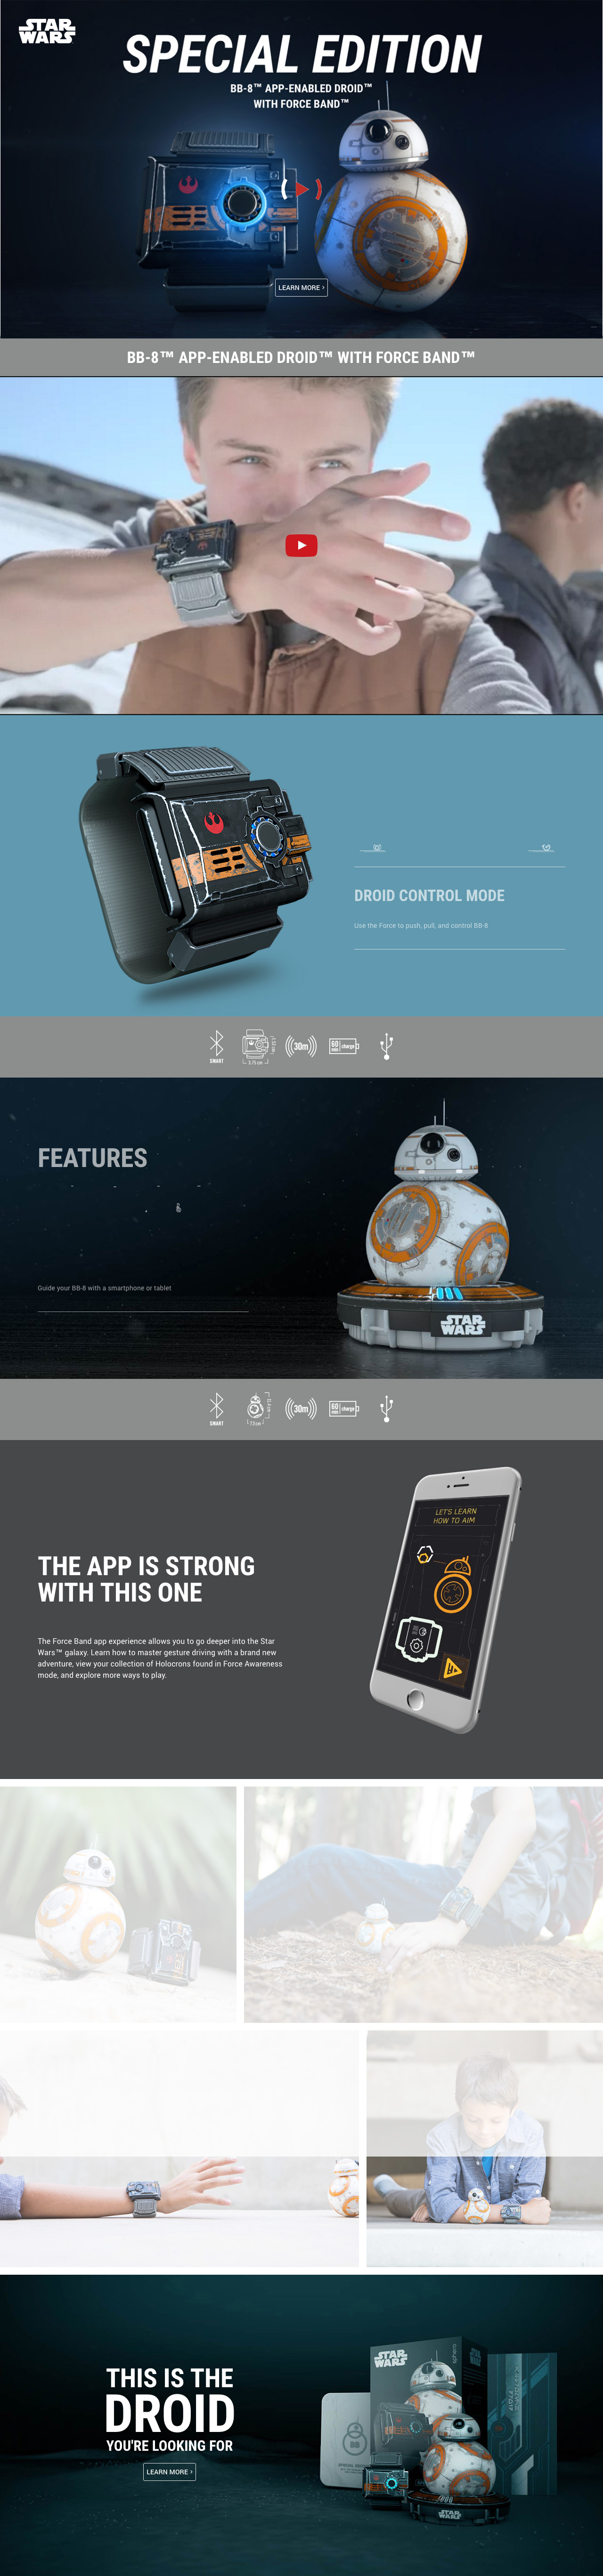 STAR
WARS
SPECIAL EDITION
BB-8™ APP-ENABLED DROID™
WITH FORCE BAND™
LEARN MORE ›
BB-8™ APP-ENABLED DROID™ WITH FORCE BAND™
DROID CONTROL MODE
Use the Force to push, pull, and control BB-8
SMART
30m
60
charge
3.75 cm
FEATURES
Guide your BB-8 with a smartphone or tablet
STAR
WARS
SMART
30m
60
charge
LET'S LEARN
HOW TO AIM
THE APP IS STRONG
WITH THIS ONE
The Force Band app experience allows you to go deeper into the Star
Wars™ galaxy. Learn how to master gesture driving with a brand new
adventure, view your collection of Holocrons found in Force Awareness
mode, and explore more ways to play.
STAR
WARS
sphero
THIS IS THE
DROID
YOU'RE LOOKING FOR
LEARN MORE ›
BB
STAR
WARS